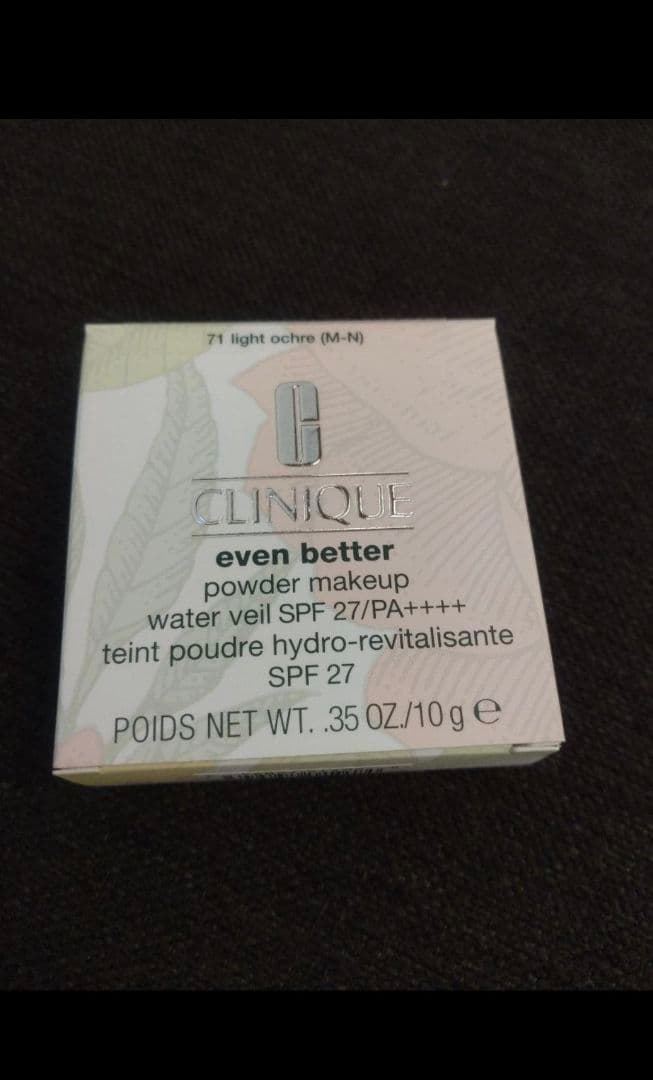 71 light ochre (M-N)
C
CLINIQUE
even better
powder makeup
water veil SPF 27/PA++++
teint poudre hydro-revitalisante
SPF 27
POIDS NET WT. .35 OZ./10 g ℮